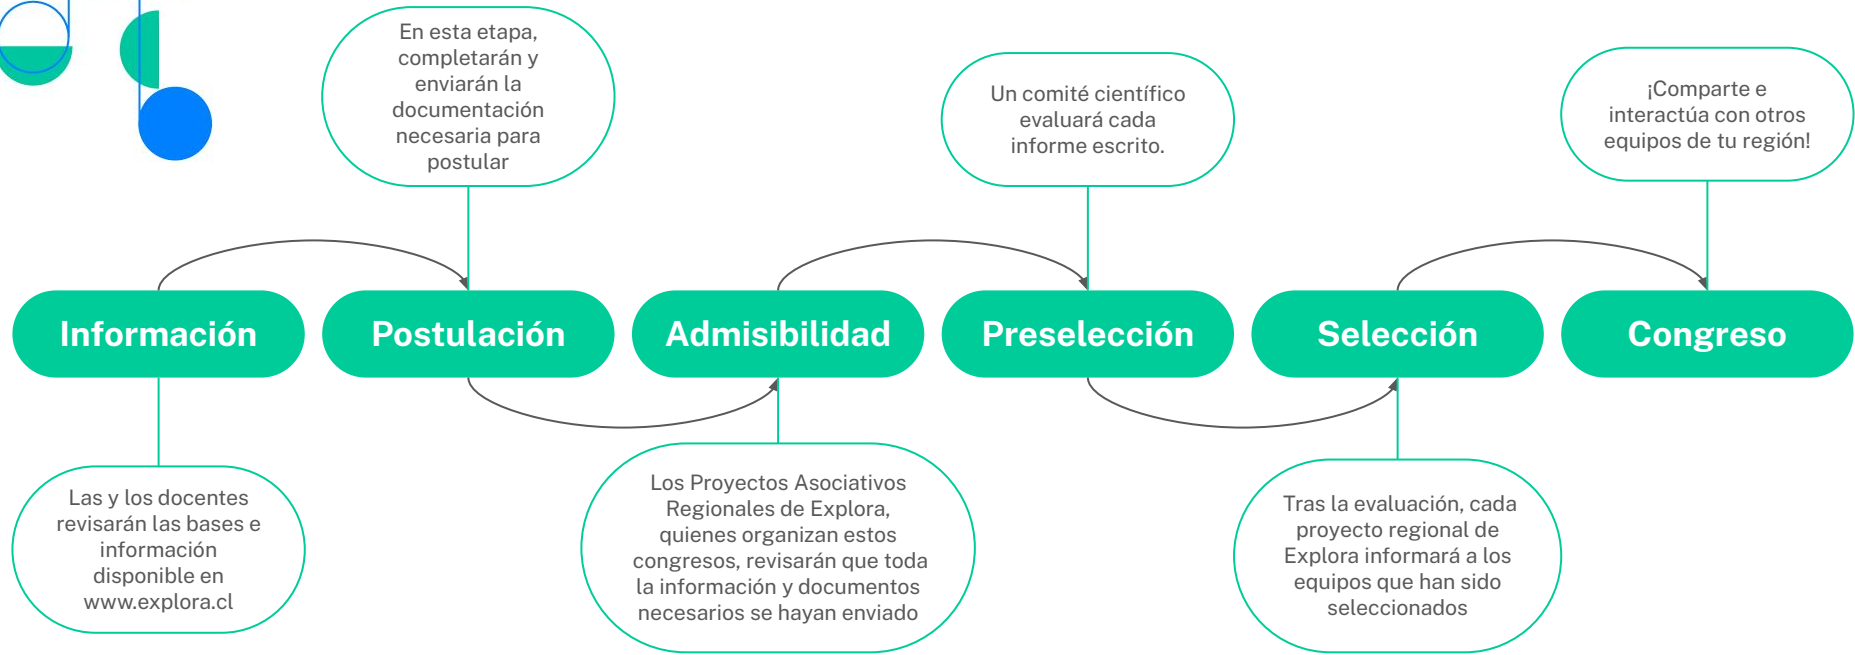 En esta etapa,
completarán y
enviarán la
documentación
necesaria para
postular
Un comité científico
evaluará cada
informe escrito.
¡Comparte e
interactúa con otros
equipos de tu región!
Información
Postulación
Admisibilidad
Preselección
Selección
Congreso
Las y los docentes
revisarán las bases e
información
disponible en
www.explora.cl
Los Proyectos Asociativos
Regionales de Explora,
quienes organizan estos
congresos, revisarán que toda
la información y documentos
necesarios se hayan enviado
Tras la evaluación, cada
proyecto regional de
Explora informará a los
equipos que han sido
seleccionados